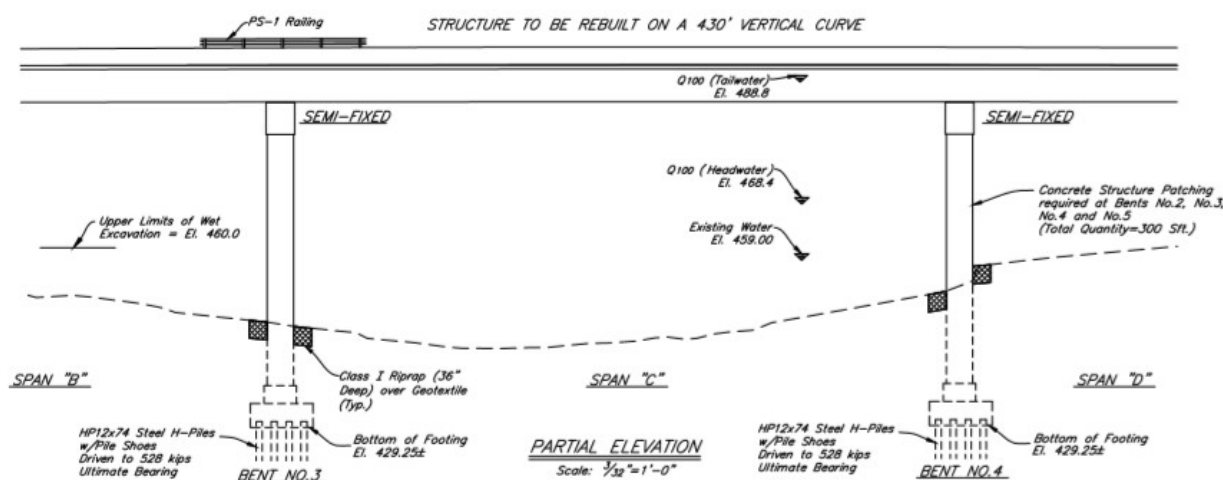 PS-1 Railing
STRUCTURE TO BE REBUILT ON A 430' VERTICAL CURVE
Q100 (Tailwater)
El. 488.8
SEMI-FIXED
SEMI-FIXED
Q100 (Headwater)
El. 468.4
Concrete Structure Patching
required at Bents No.2, No.3,
No.4 and No.5
(Total Quantity=300 Sft.)
Upper Limits of Wet
Excavation = El. 460.0
Existing Water
El. 459.00
SPAN "B"
Class I Riprap (36"
Deep) over Geotextile
(Typ.)
SPAN "C"
SPAN "D"
HP12x74 Steel H-Piles
w/Pile Shoes
Driven to 528 kips
Ultimate Bearing
Bottom of Footing
El. 429.25±
BENT NO.3
PARTIAL ELEVATION
Scale: 3/32"=1'-0"
HP12x74 Steel H-Piles
w/Pile Shoes
Driven to 528 kips
Ultimate Bearing
Bottom of Footing
El. 429.25±
BENT NO.4